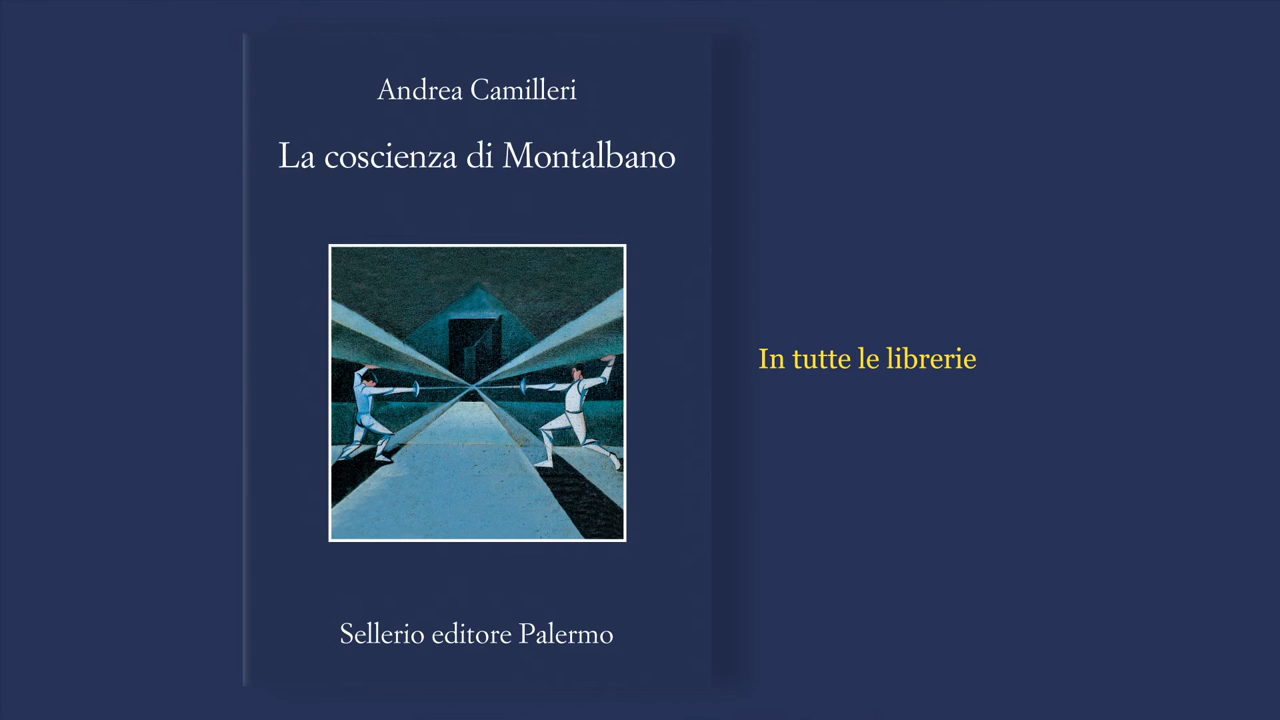 Andrea Camilleri
La coscienza di Montalbano
In tutte le librerie
Sellerio editore Palermo